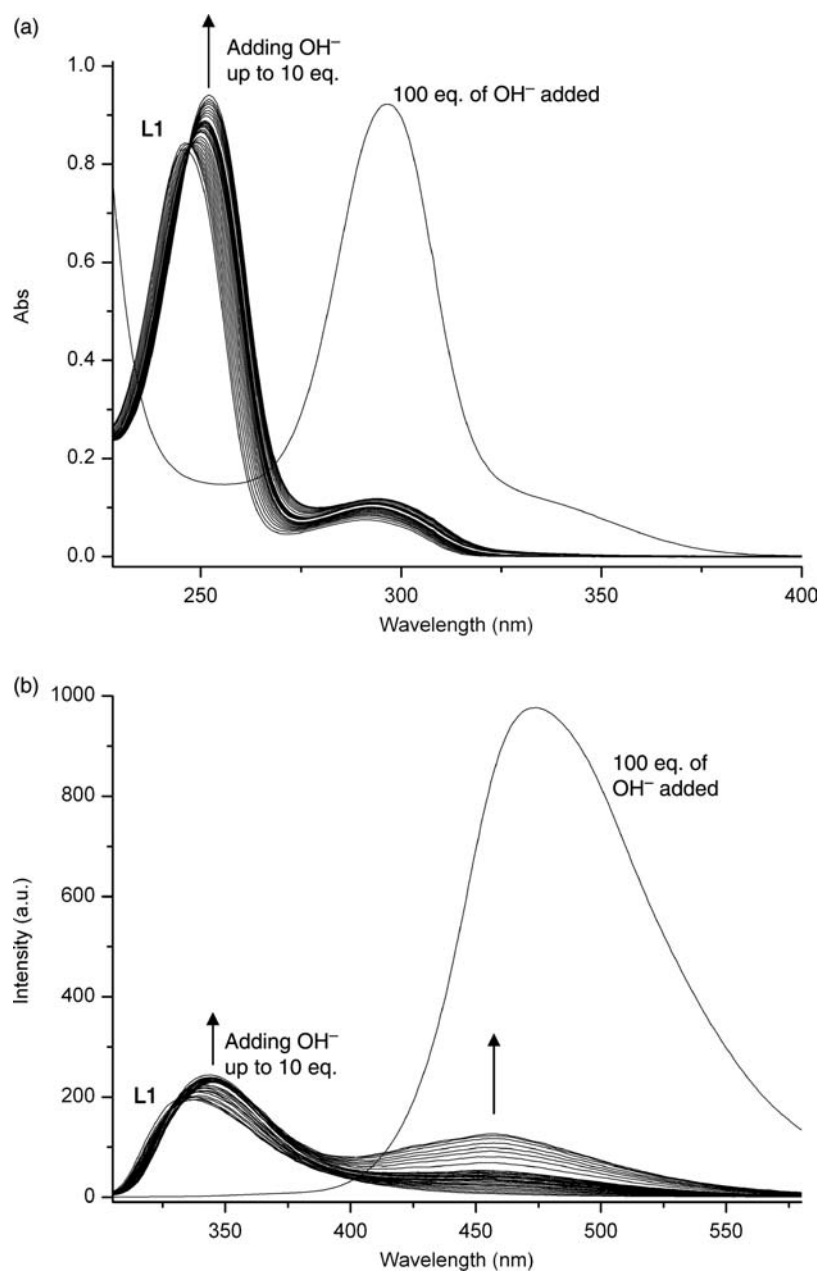 (a)
Adding OH⁻
up to 10 eq.
100 eq. of OH⁻ added
L1
1.0
0.8
0.6
0.4
0.2
0.0
Abs
250 300 350 400
Wavelength (nm)
(b)
1000
800
600
400
200
0
Intensity (a.u.)
100 eq. of
OH⁻ added
Adding OH⁻
up to 10 eq.
L1
350 400 450 500 550
Wavelength (nm)